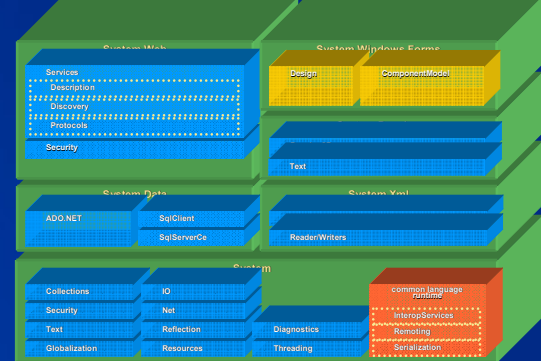 System Web
Services
Description
Discovery
Protocols
Security
System Windows Forms
Design
ComponentModel
Text
System Data
ADO.NET
SqlClient
SqlServerCe
System Xml
Reader/Writers
System
Collections
IO
Security
Net
Text
Reflection
Diagnostics
Globalization
Resources
Threading
common language
runtime
InteropServices
Remoting
Serialization